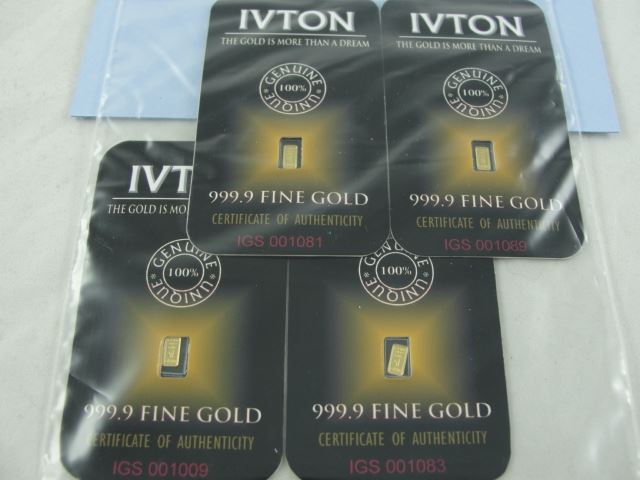 IVTON
THE GOLD IS MORE THAN A DREAM
GENUINE
100%
UNIQUE
999.9 FINE GOLD
CERTIFICATE OF AUTHENTICITY
IGS 001081
IVTON
THE GOLD IS MORE THAN A DREAM
GENUINE
100%
UNIQUE
999.9 FINE GOLD
CERTIFICATE OF AUTHENTICITY
IGS 001089
IVTO
THE GOLD IS MO
GENUINE
100%
UNIQUE
999.9 FINE GOLD
CERTIFICATE OF AUTHENTICITY
IGS 001009
100%
UNIQUE
999.9 FINE GOLD
CERTIFICATE OF AUTHENTICITY
IGS 001083